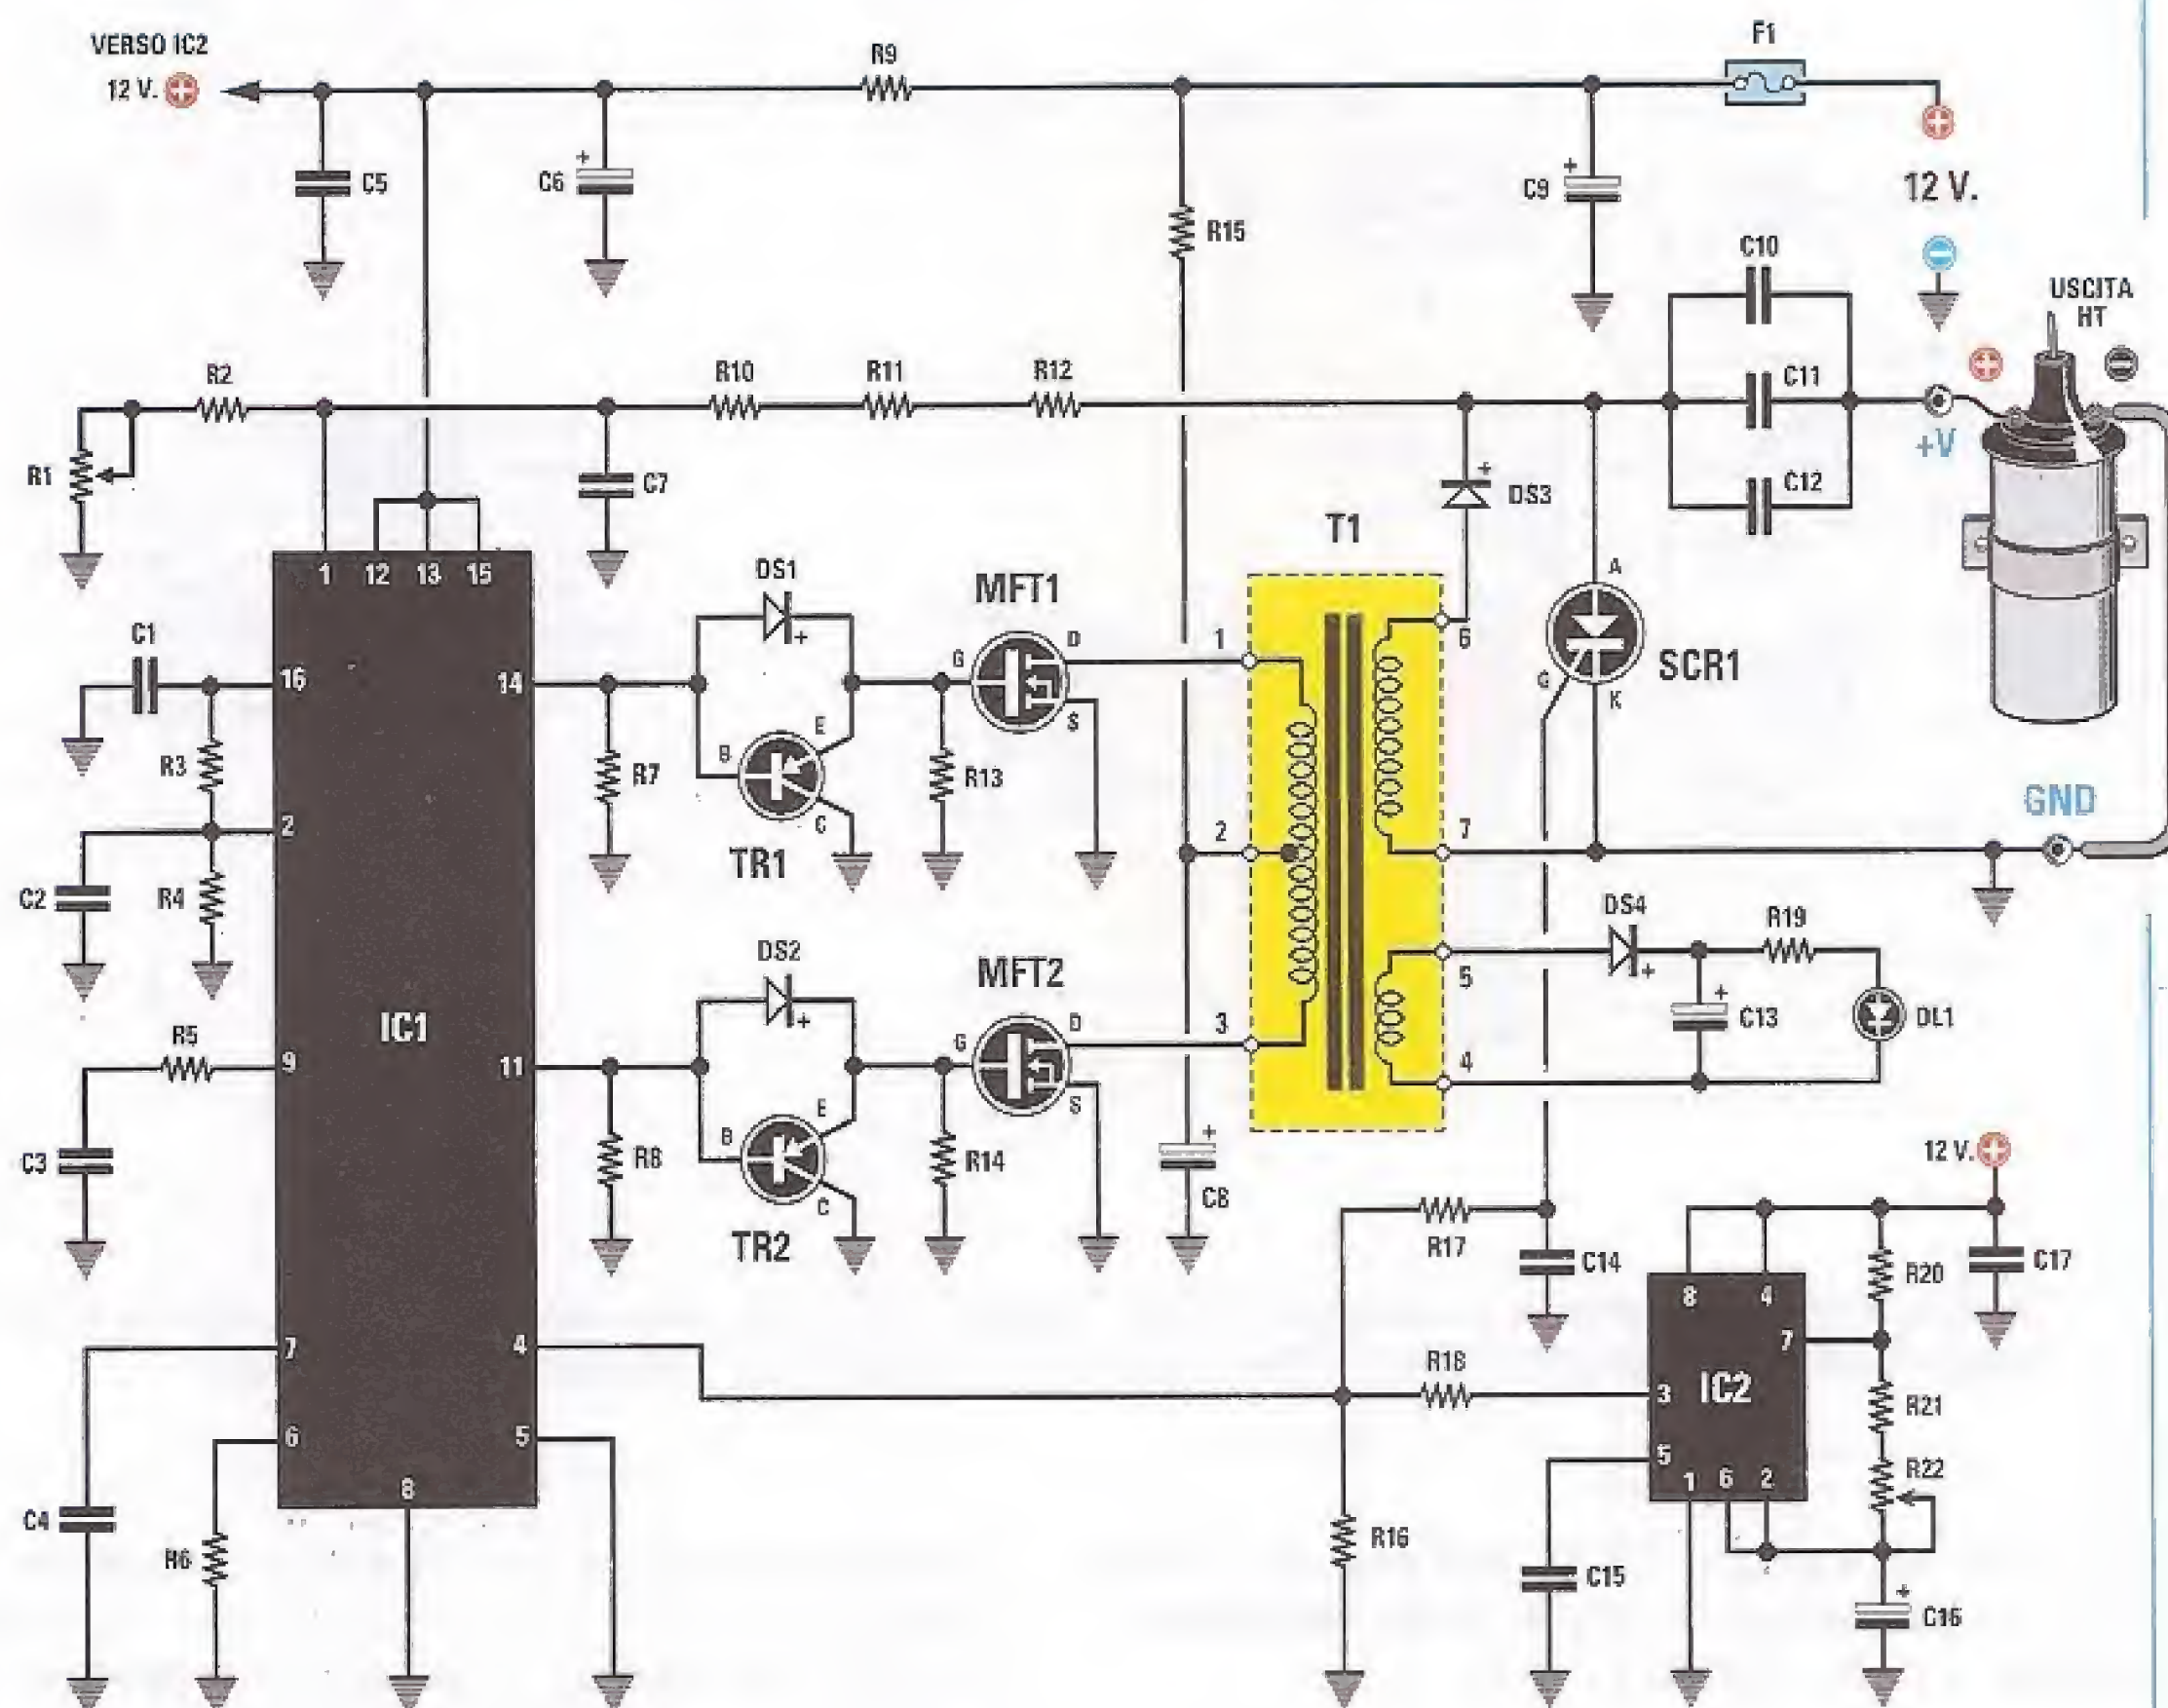 VERSO IC2
12 V. +
R9
F1
+
12 V.
C5
+
C6
R15
+
C9
C10
USCITA
HT
R2
R10
R11
R12
C11
+V
R1
C7
+
DS3
C12
T1
1 12 13 15
DS1
+
MFT1
A
C1
16
14
G
D
S
1
6
G
K
SCR1
E
B
C
R3
R7
R13
TR1
2
2
7
GND
C2
R4
DS2
+
MFT2
DS4
+
R19
5
IC1
R5
9
11
G
D
S
3
+
C13
DL1
4
E
B
C
C3
R8
R14
TR2
+
C8
12 V. +
R17
C14
8 4
R20
C17
7
4
7
R18
3
IC2
R21
6
5
5
R22
1 6 2
8
C4
R6
R16
C15
+
C16